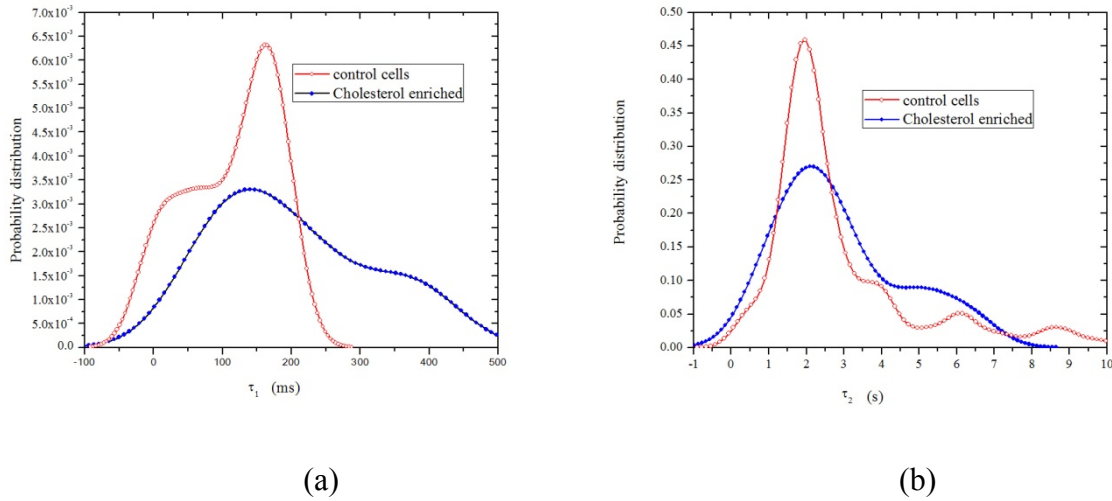 7.0x10⁻³
6.5x10⁻³
6.0x10⁻³
5.5x10⁻³
5.0x10⁻³
4.5x10⁻³
4.0x10⁻³
3.5x10⁻³
3.0x10⁻³
2.5x10⁻³
2.0x10⁻³
1.5x10⁻³
1.0x10⁻³
5.0x10⁻⁴
0.0
Probability distribution
control cells
Cholesterol enriched
-100 0 100 200 300 400 500
τ₁ (ms)
(a)
0.50
0.45
0.40
0.35
0.30
0.25
0.20
0.15
0.10
0.05
0.00
Probability distribution
control cells
Cholesterol enriched
-1 0 1 2 3 4 5 6 7 8 9 10
τ₂ (s)
(b)